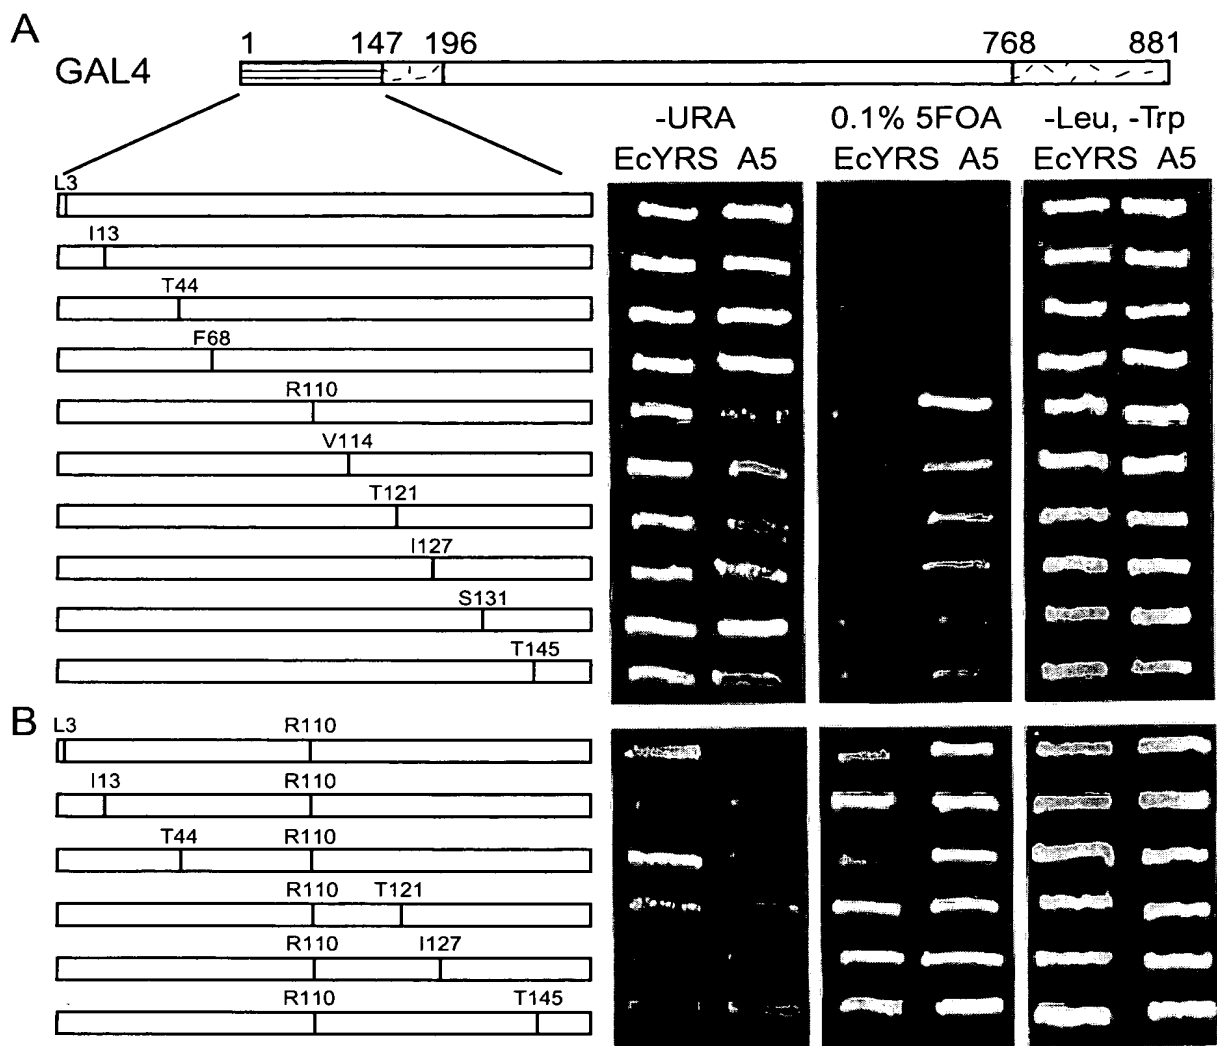 A
1 147 196 768 881
GAL4
-URA 0.1% 5FOA -Leu, -Trp
EcYRS A5 EcYRS A5 EcYRS A5
L3
I13
T44
F68
R110
V114
T121
I127
S131
T145
B
L3 R110
I13 R110
T44 R110
R110 T121
R110 I127
R110 T145